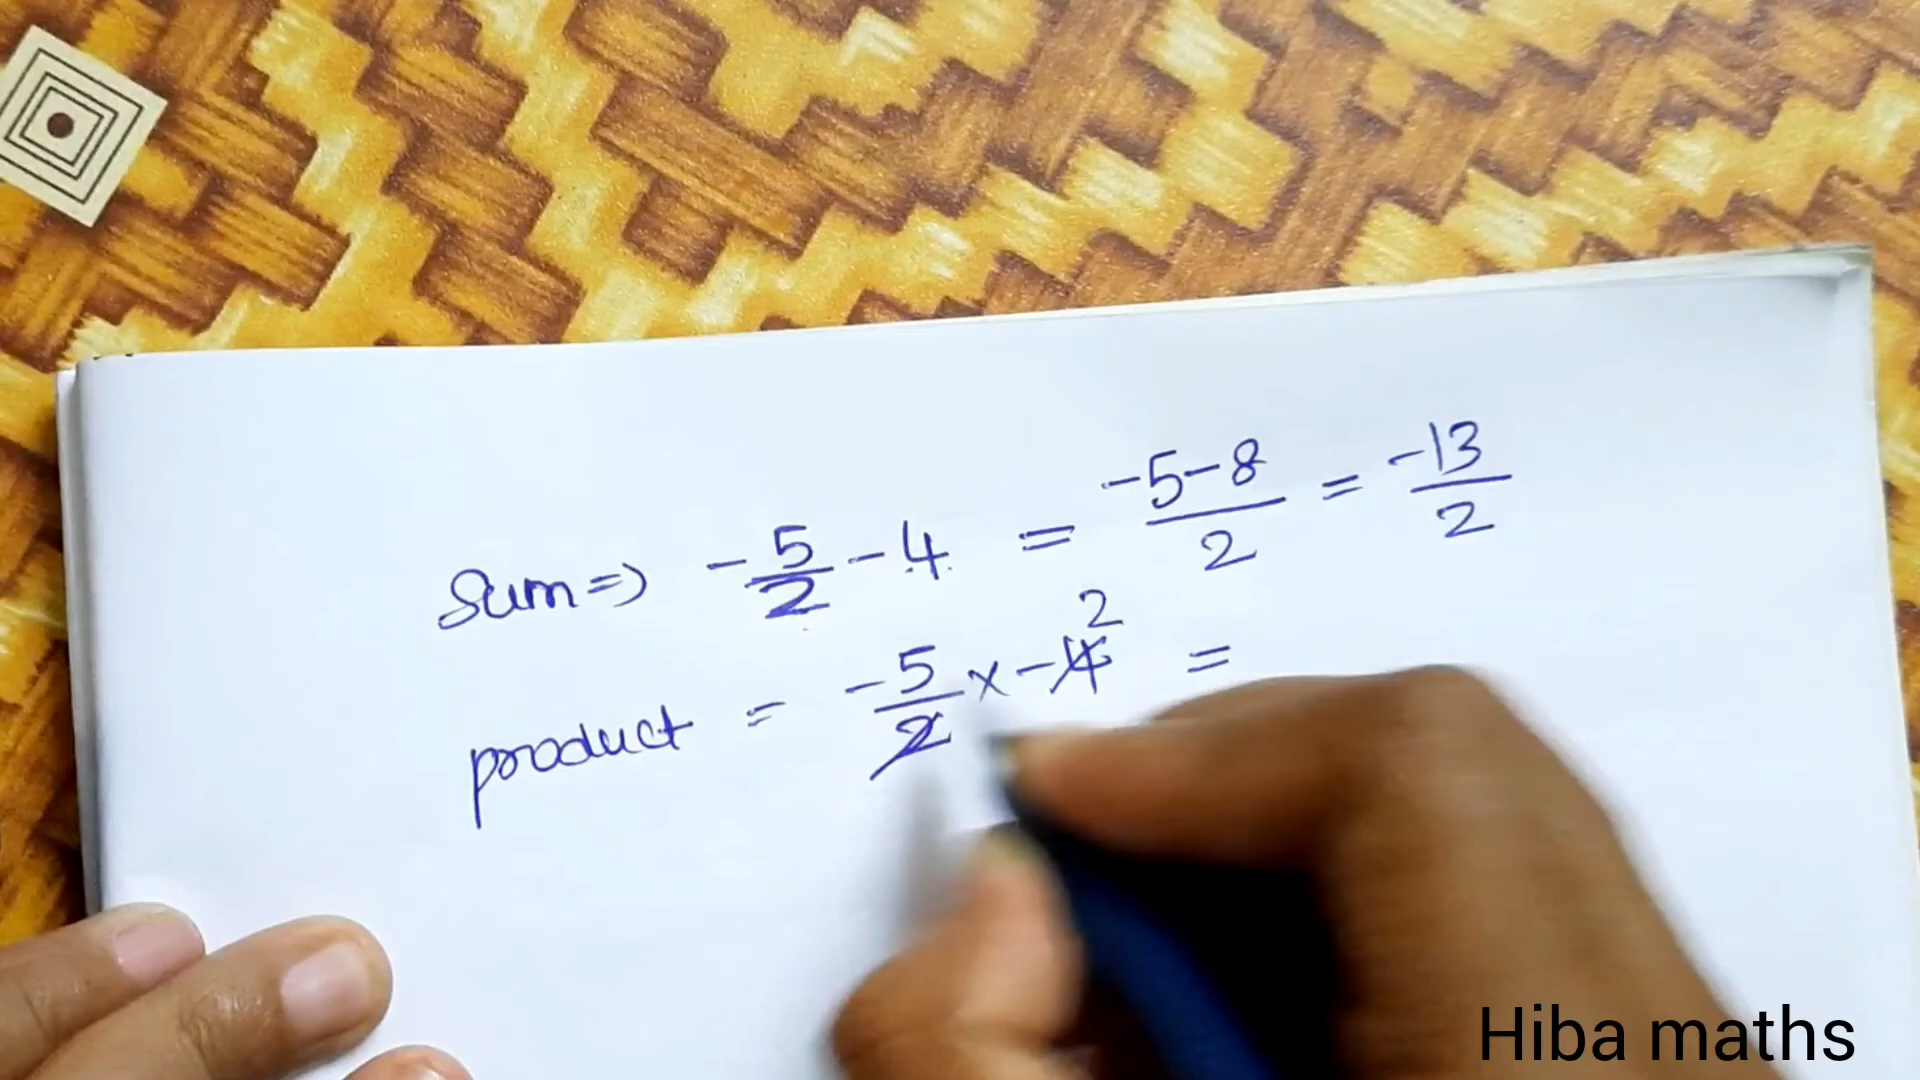 Sum => -5/2 - 4 = -5-8/2 = -13/2
product = -5/2 x -4 2 =
Hiba maths